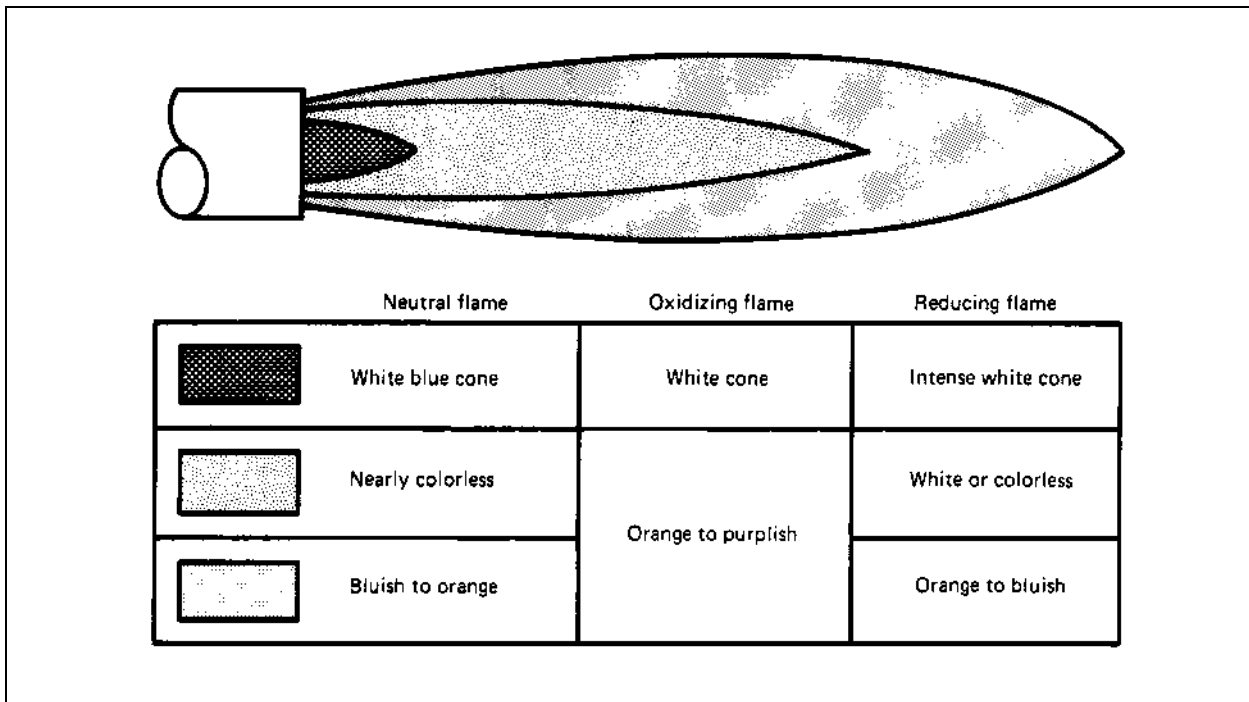 Neutral flame Oxidizing flame Reducing flame
White blue cone White cone Intense white cone
Nearly colorless White or colorless
Orange to purplish
Bluish to orange Orange to bluish